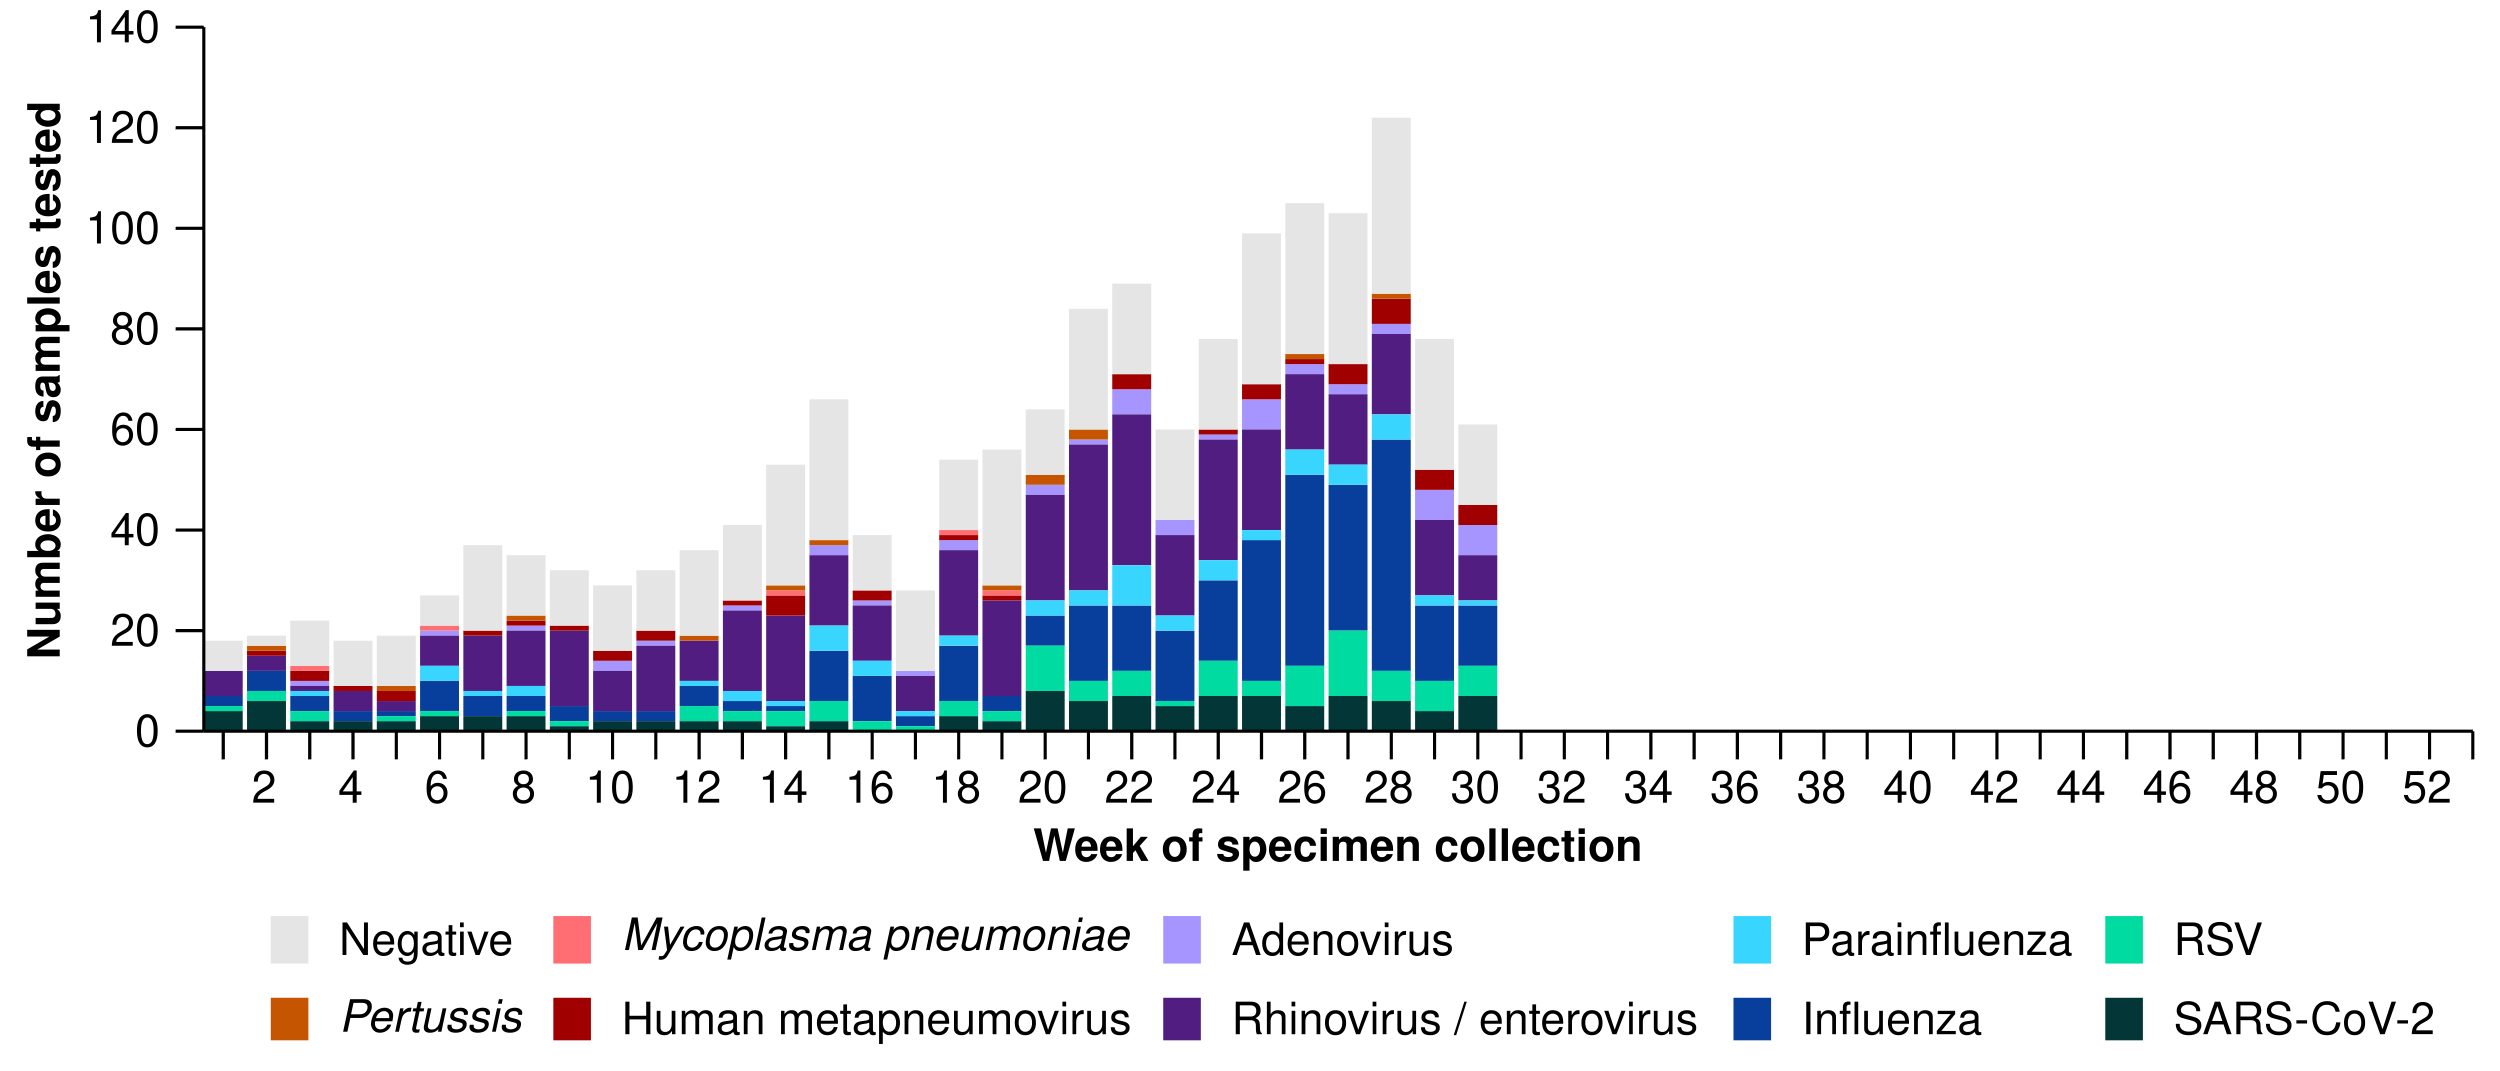 140
120
100
80
60
40
20
0
Number of samples tested
2 4 6 8 10 12 14 16 18 20 22 24 26 28 30 32 34 36 38 40 42 44 46 48 50 52
Week of specimen collection
Negative Mycoplasma pneumoniae Adenovirus Parainfluenza RSV
Pertussis Human metapneumovirus Rhinovirus / enterovirus Influenza SARS-CoV-2